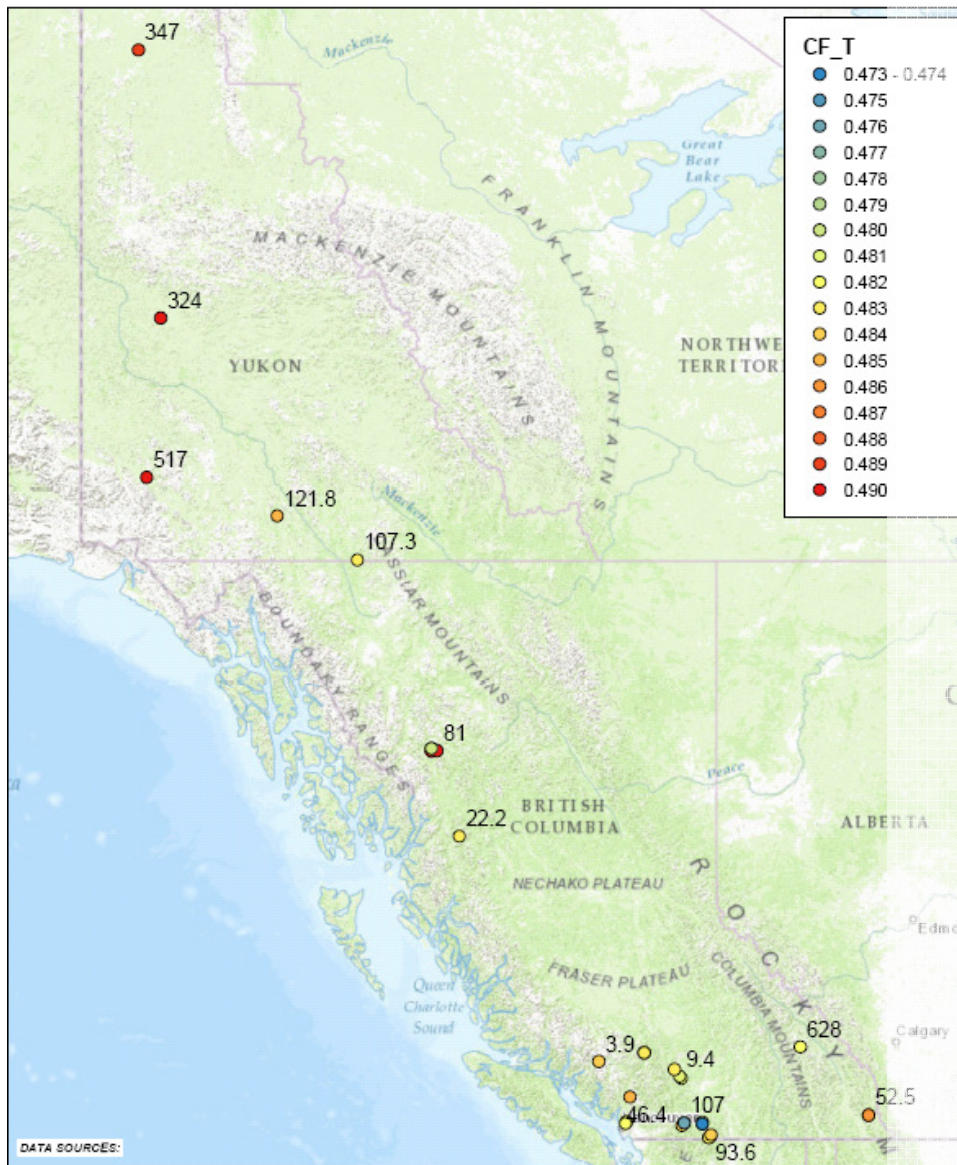 347
Mackenzie
CF_T
0.473 - 0.474
0.475
0.476
0.477
0.478
0.479
0.480
0.481
0.482
0.483
0.484
0.485
0.486
0.487
0.488
0.489
0.490
Great
Bear
Lake
FRANKLIN MOUNTAINS
MACKENZIE MOUNTAINS
324
YUKON
NORTHWE
TERRITORI
517
121.8
Mackenzie
107.3
ASSIAR MOUNTAINS
BOUNDARY RANGES
81
Peace
22.2
BRITISH
COLUMBIA
ALBERTA
NECHAKO PLATEAU
ROCKY
M
Edmo
FRASER PLATEAU
COLUMBIA MOUNTAINS
Queen
Charlotte
Sound
628
Calgary
3.9
9.4
52.5
46.4
107
93.6
DATA SOURCES: